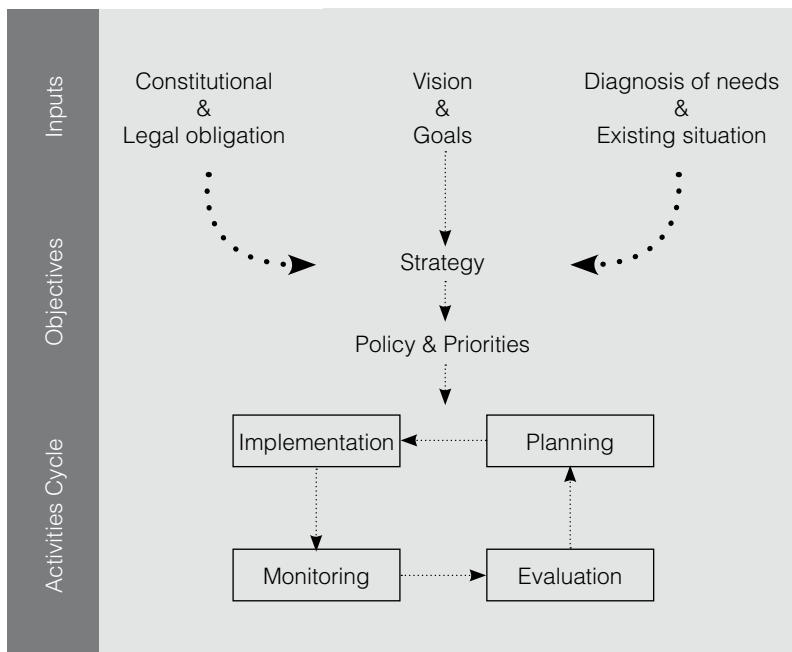 Inputs
Constitutional
&
Legal obligation
Vision
&
Goals
Diagnosis of needs
&
Existing situation
Objectives
Strategy
Policy & Priorities
Activities Cycle
Implementation
Planning
Monitoring
Evaluation